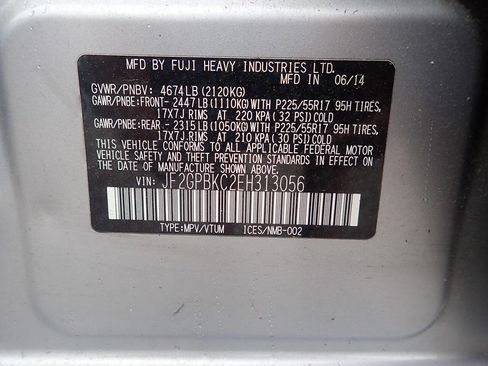 MFD BY FUJI HEAVY INDUSTRIES LTD.
MFD IN 06/14
GVWR/PNBV: 4674LB(2120KG)
GAWR/PNBE:FRONT-2447LB(1110KG)WITH P225/55R17 95H TIRES,
17X7J RIMS AT 220 KPA(32 PSI)COLD
GAWR/PNBE:REAR -2315LB(1050KG)WITH P225/55R17 95H TIRES,
17X7J RIMS AT 210 KPA(30 PSI)COLD
THIS VEHICLE CONFORMS TO ALL APPLICABLE FEDERAL MOTOR
VEHICLE SAFETY AND THEFT PREVENTION STANDARDS IN EFFECT ON
THE DATE OF MANUFACTURE SHOWN ABOVE.
VIN: JF2GPBKC2EH313056
TYPE:MPV/VTUM ICES/NMB-002